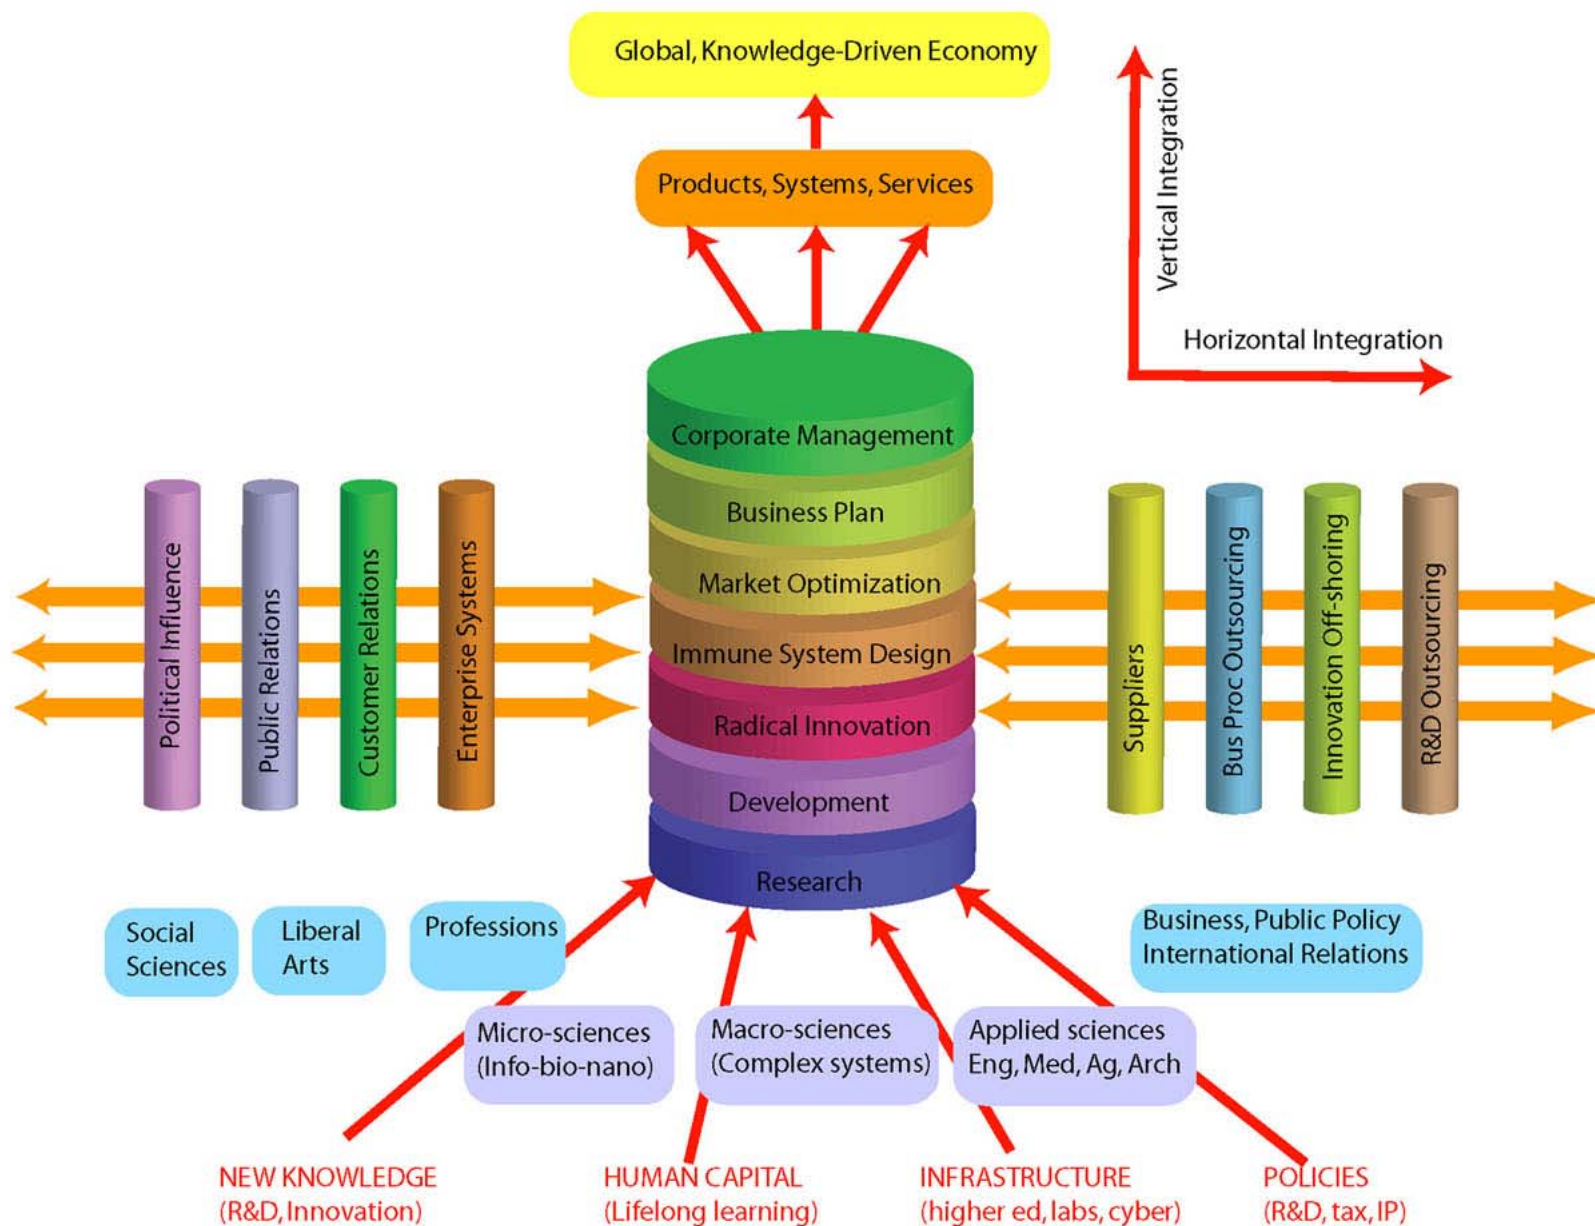 Global, Knowledge-Driven Economy
Products, Systems, Services
Vertical Integration
Horizontal Integration
Corporate Management
Business Plan
Market Optimization
Immune System Design
Radical Innovation
Development
Research
Political Influence
Public Relations
Customer Relations
Enterprise Systems
Suppliers
Bus Proc Outsourcing
Innovation Off-shoring
R&D Outsourcing
Social
Sciences
Liberal
Arts
Professions
Business, Public Policy
International Relations
Micro-sciences
(Info-bio-nano)
Macro-sciences
(Complex systems)
Applied sciences
Eng, Med, Ag, Arch
NEW KNOWLEDGE
(R&D, Innovation)
HUMAN CAPITAL
(Lifelong learning)
INFRASTRUCTURE
(higher ed, labs, cyber)
POLICIES
(R&D, tax, IP)